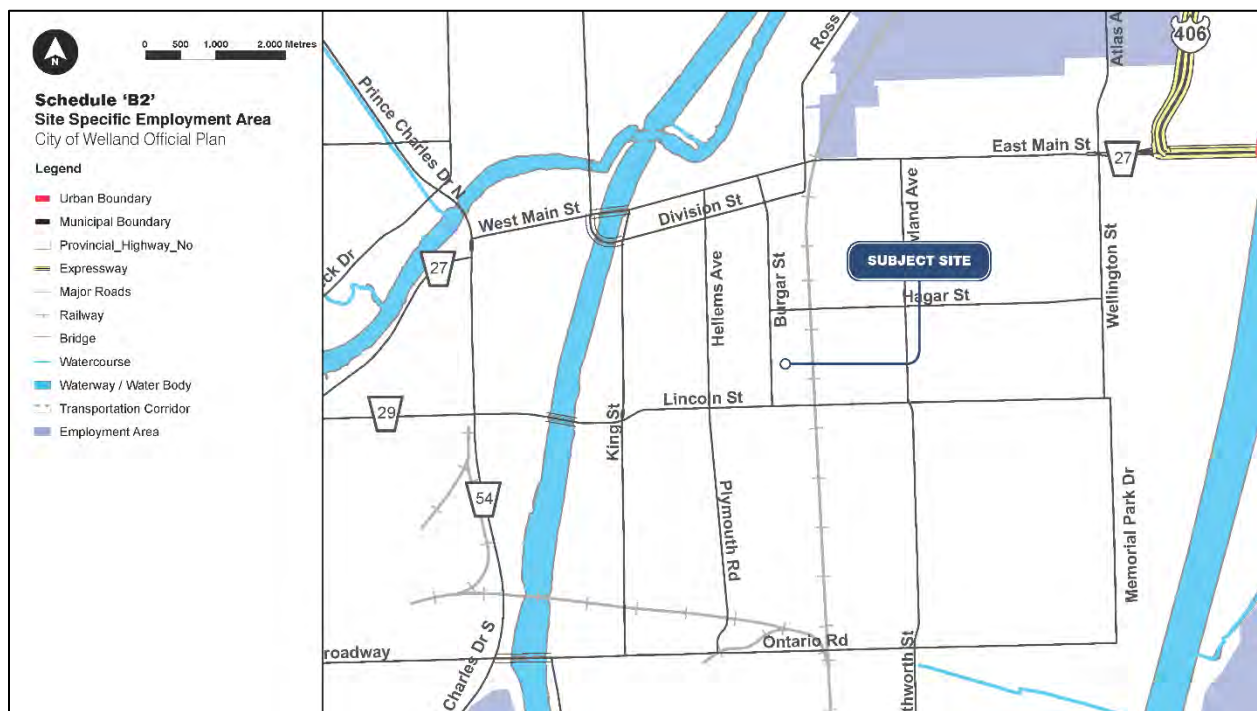 0 500 1.000 2.000 Metres
N
Schedule 'B2'
Site Specific Employment Area
City of Welland Official Plan
Legend
Urban Boundary
Municipal Boundary
Provincial_Highway_No
Expressway
Major Roads
Railway
Bridge
Watercourse
Waterway / Water Body
Transportation Corridor
Employment Area
Ross
Atlas A
406
Prince Charles Dr N
East Main St
27
West Main St
Division St
vland Ave
SUBJECT SITE
ck Dr
27
Hellems Ave
Burgar St
Hagar St
Wellington St
29
Lincoln St
King St
54
Plymouth Rd
Memorial Park Dr
roadway
Charles Dr S
Ontario Rd
thworth St